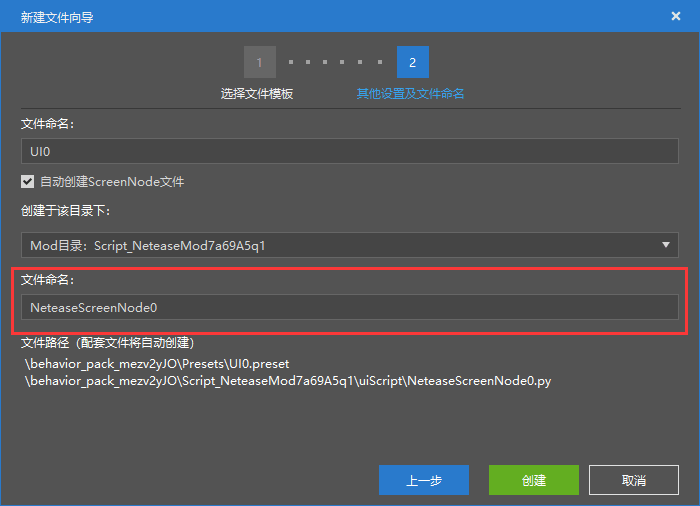 新建文件向导
1
2
选择文件模板
其他设置及文件命名
文件命名：
UI0
自动创建ScreenNode文件
创建于该目录下：
Mod目录：Script_NeteaseMod7a69A5q1
文件命名：
NeteaseScreenNode0
文件路径（配套文件将自动创建）
\behavior_pack_mezv2yJO\Presets\UI0.preset
\behavior_pack_mezv2yJO\Script_NeteaseMod7a69A5q1\uiScript\NeteaseScreenNode0.py
上一步
创建
取消